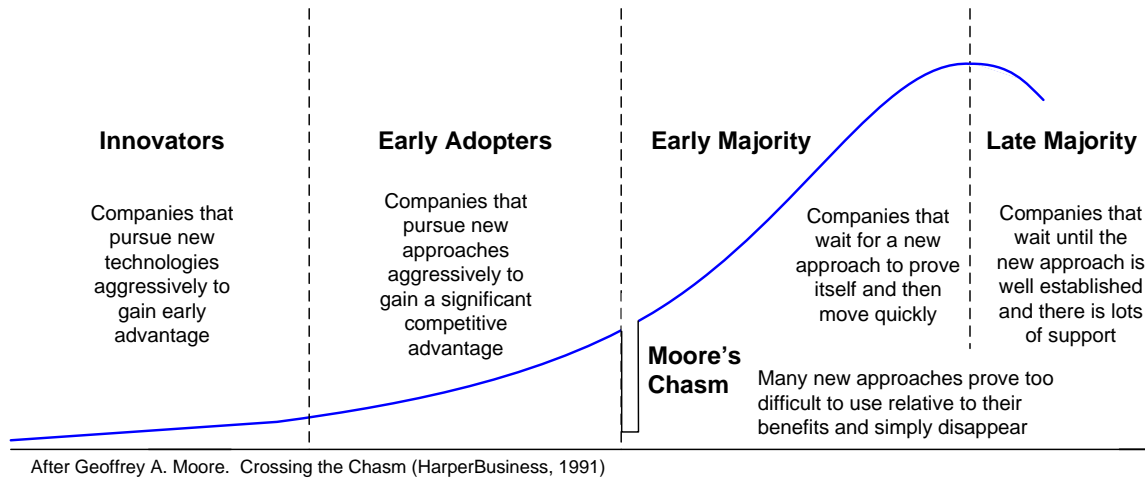 Innovators
Companies that
pursue new
technologies
aggressively to
gain early
advantage
Early Adopters
Companies that
pursue new
approaches
aggressively to
gain a significant
competitive
advantage
Early Majority
Companies that
wait for a new
approach to prove
itself and then
move quickly
Late Majority
Companies that
wait until the
new approach is
well established
and there is lots
of support
Moore's
Chasm
Many new approaches prove too
difficult to use relative to their
benefits and simply disappear
After Geoffrey A. Moore.  Crossing the Chasm (HarperBusiness, 1991)